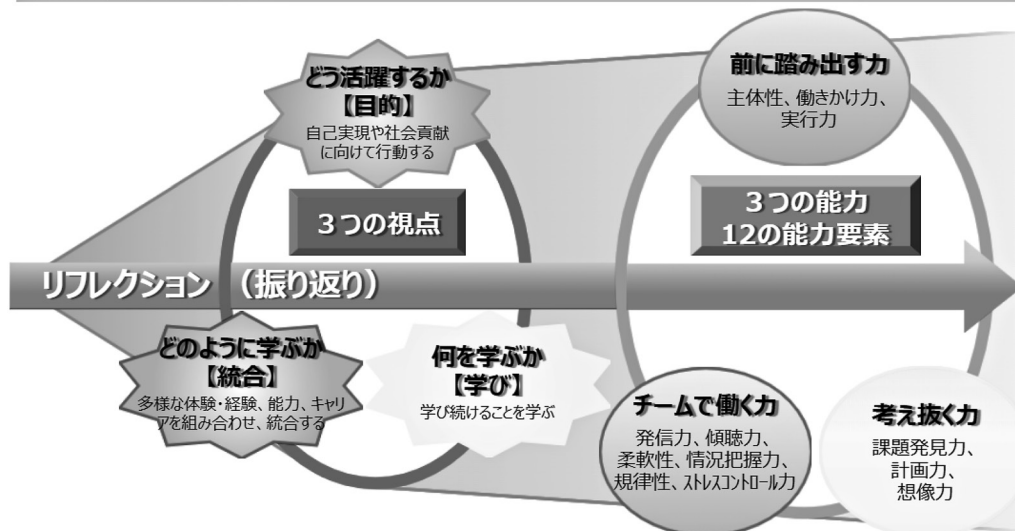 どう活躍するか
【目的】
自己実現や社会貢献
に向けて行動する
3つの視点
リフレクション (振り返り)
どのように学ぶか
【統合】
多様な体験・経験、能力、キャリ
アを組み合わせ、統合する
何を学ぶか
【学び】
学び続けることを学ぶ
前に踏み出す力
主体性、働きかけ力、
実行力
3つの能力
12の能力要素
チームで働く力
発信力、傾聴力、
柔軟性、情況把握力、
規律性、ストレスコントロール力
考え抜く力
課題発見力、
計画力、
想像力